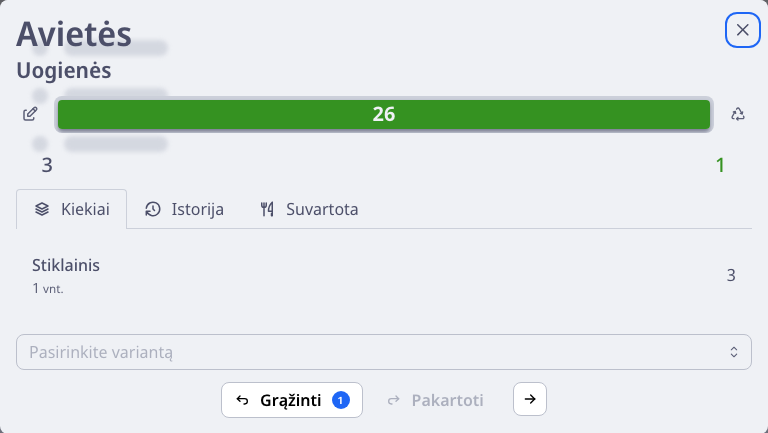 Avietės
Uogienės
26
3 1
Kiekiai Istorija Suvartota
Stiklainis
3
1 vnt.
Pasirinkite variantą
Grąžinti 1 Pakartoti